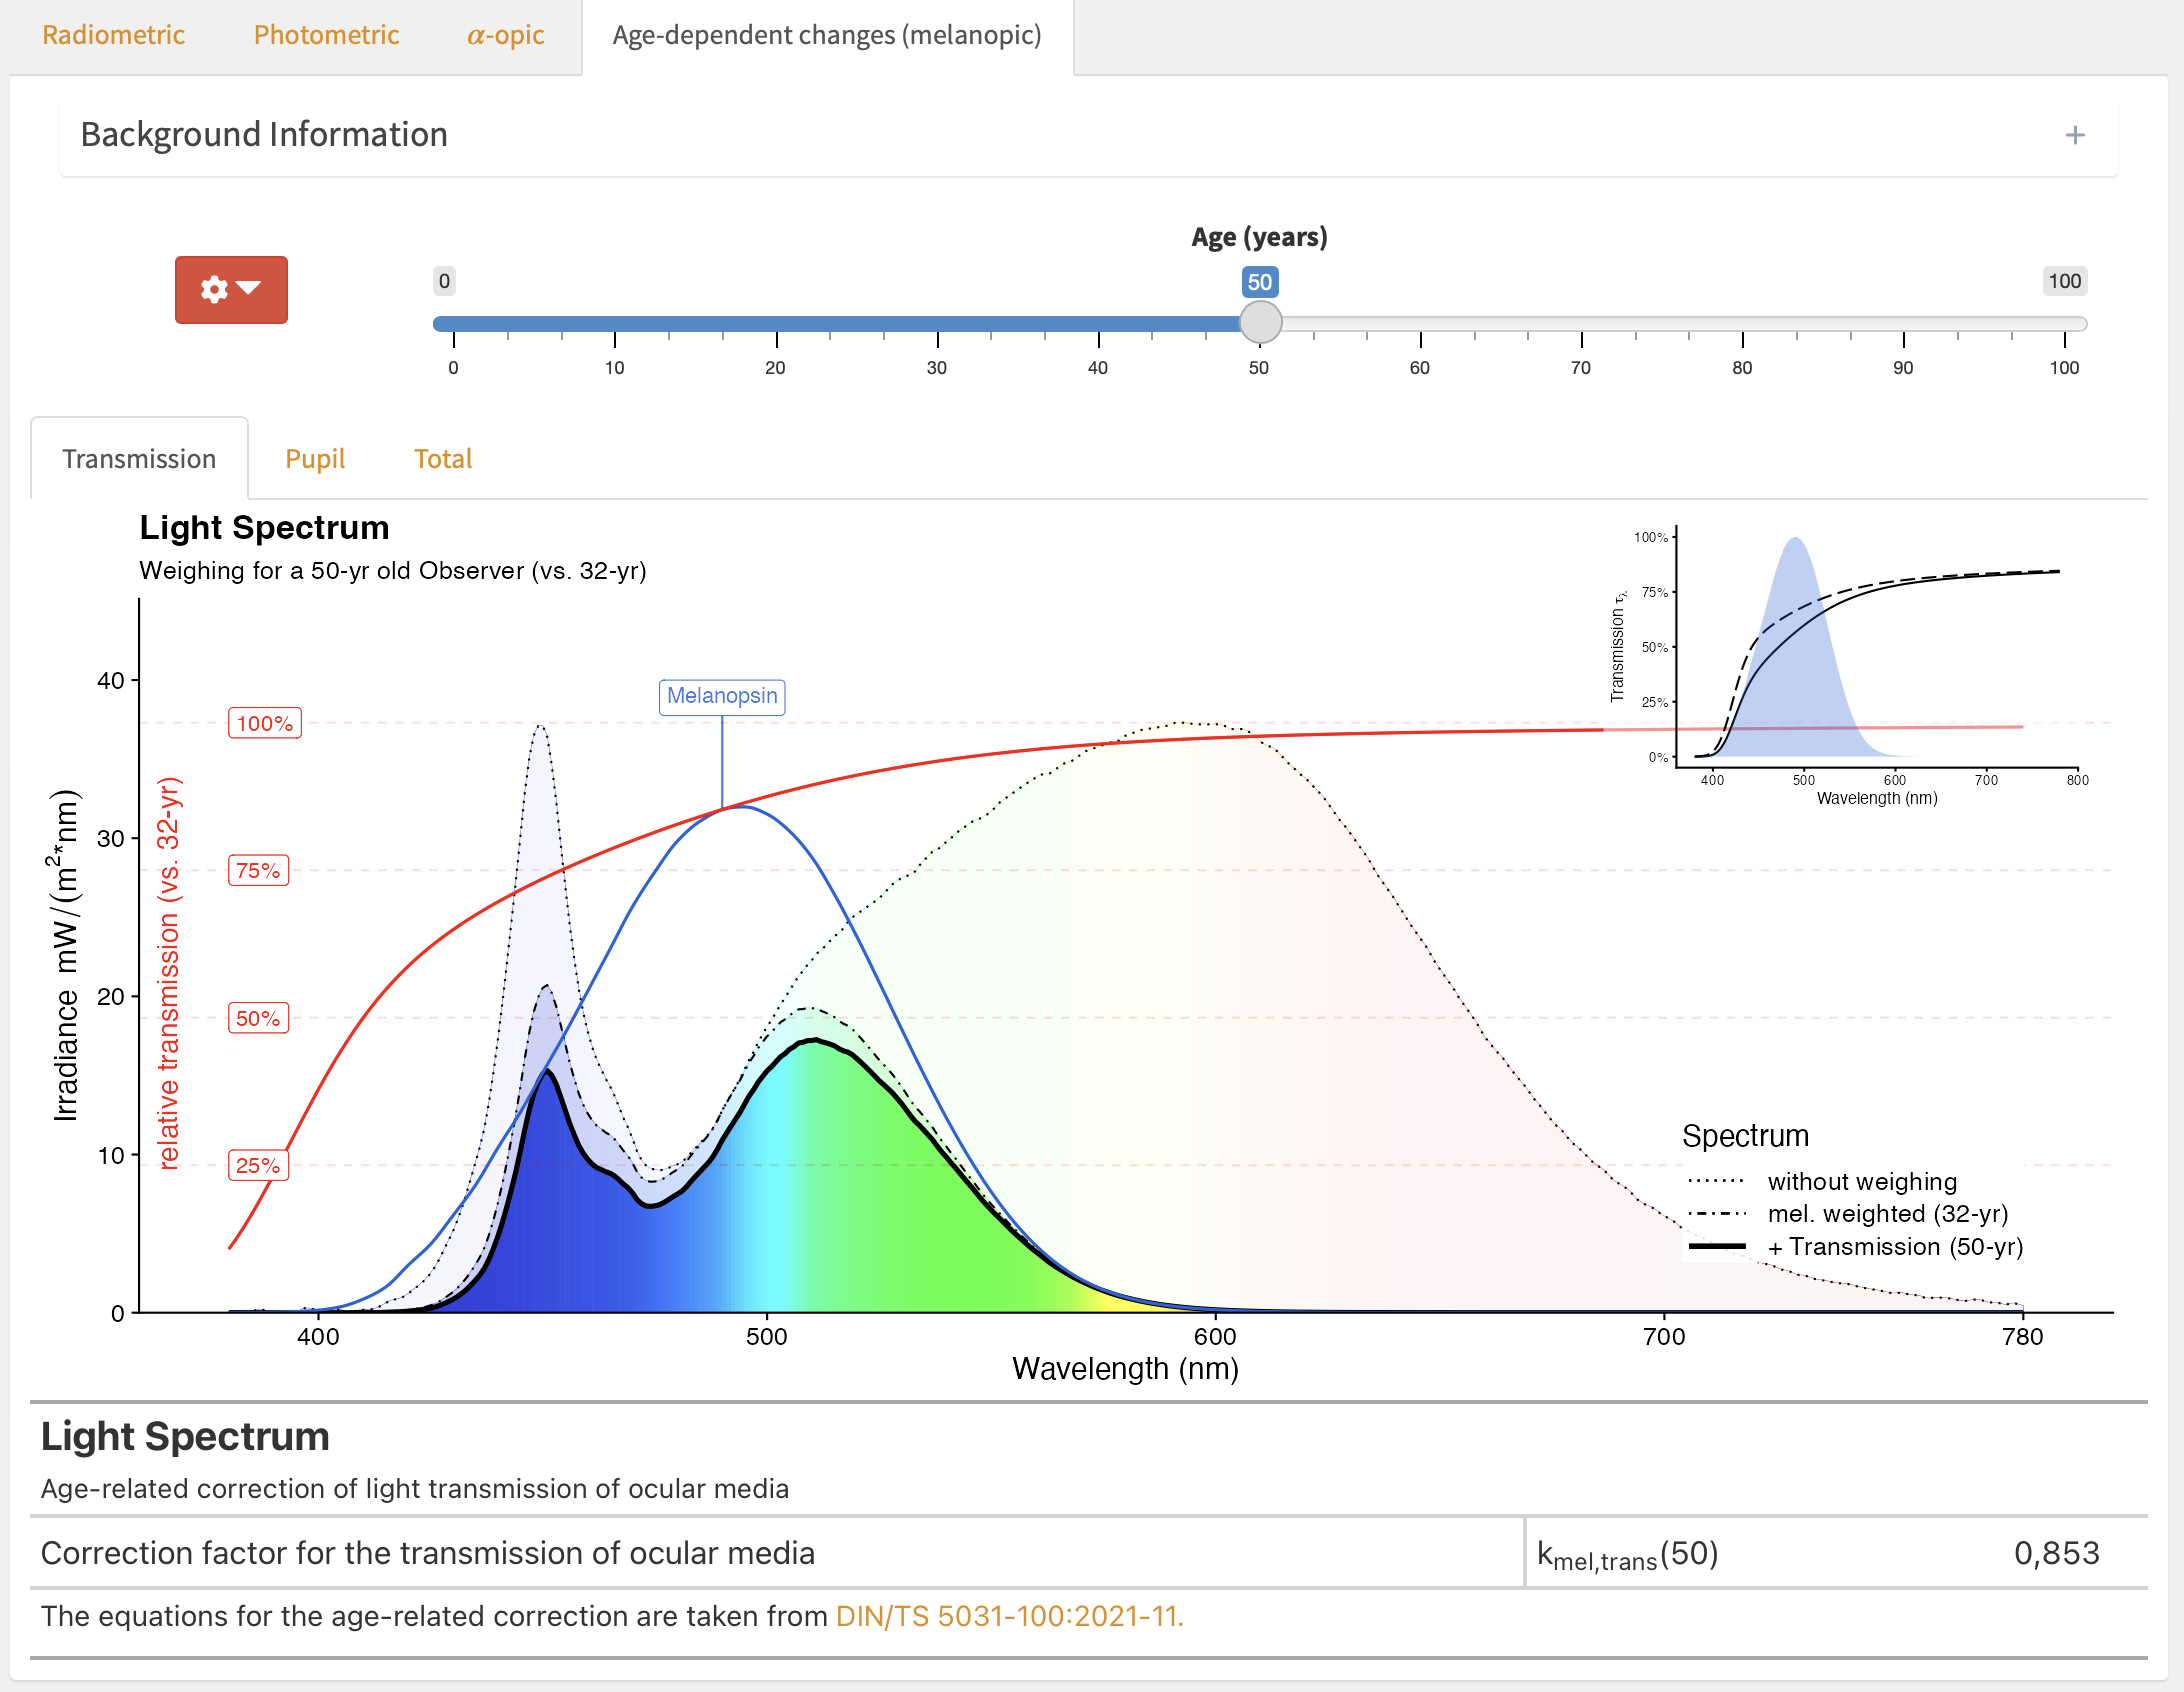 Radiometric Photometric α-opic Age-dependent changes (melanopic)
Background Information +
Age (years)
0 50 100
0 10 20 30 40 50 60 70 80 90 100
Transmission Pupil Total
Light Spectrum
Weighing for a 50-yr old Observer (vs. 32-yr)
Irradiance mW/(m²*nm)
relative transmission (vs. 32-yr)
40
30
20
10
0
100%
75%
50%
25%
Melanopsin
Transmission τλ
100%
75%
50%
25%
0%
400 500 600 700 800
Wavelength (nm)
Spectrum
without weighing
mel. weighted (32-yr)
+ Transmission (50-yr)
400 500 600 700 780
Wavelength (nm)
Light Spectrum
Age-related correction of light transmission of ocular media
Correction factor for the transmission of ocular media kmel,trans(50) 0,853
The equations for the age-related correction are taken from DIN/TS 5031-100:2021-11.